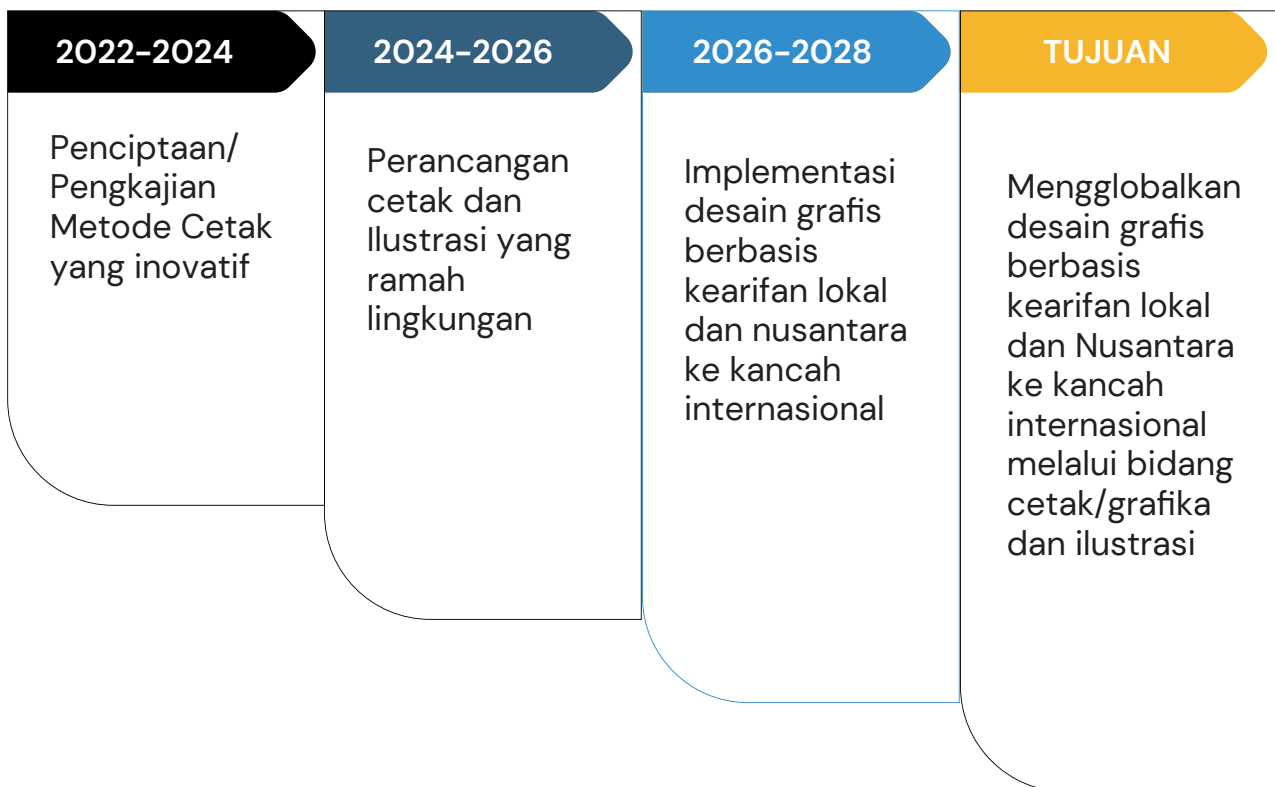 2022–2024
Penciptaan/
Pengkajian
Metode Cetak
yang inovatif
2024–2026
Perancangan
cetak dan
Ilustrasi yang
ramah
lingkungan
2026–2028
Implementasi
desain grafis
berbasis
kearifan lokal
dan nusantara
ke kancah
internasional
TUJUAN
Mengglobalkan
desain grafis
berbasis
kearifan lokal
dan Nusantara
ke kancah
internasional
melalui bidang
cetak/grafika
dan ilustrasi